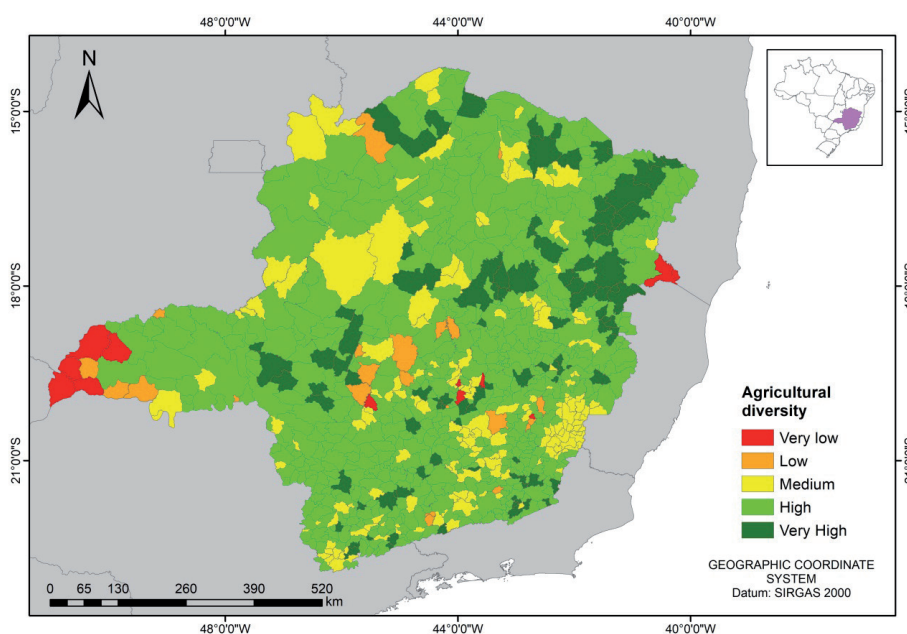 48°0'0"W 44°0'0"W 40°0'0"W
N
15°0'0"S
18°0'0"S
21°0'0"S
Agricultural
diversity
Very low
Low
Medium
High
Very High
GEOGRAPHIC COORDINATE
SYSTEM
Datum: SIRGAS 2000
0 65 130 260 390 520
km
48°0'0"W 44°0'0"W 40°0'0"W